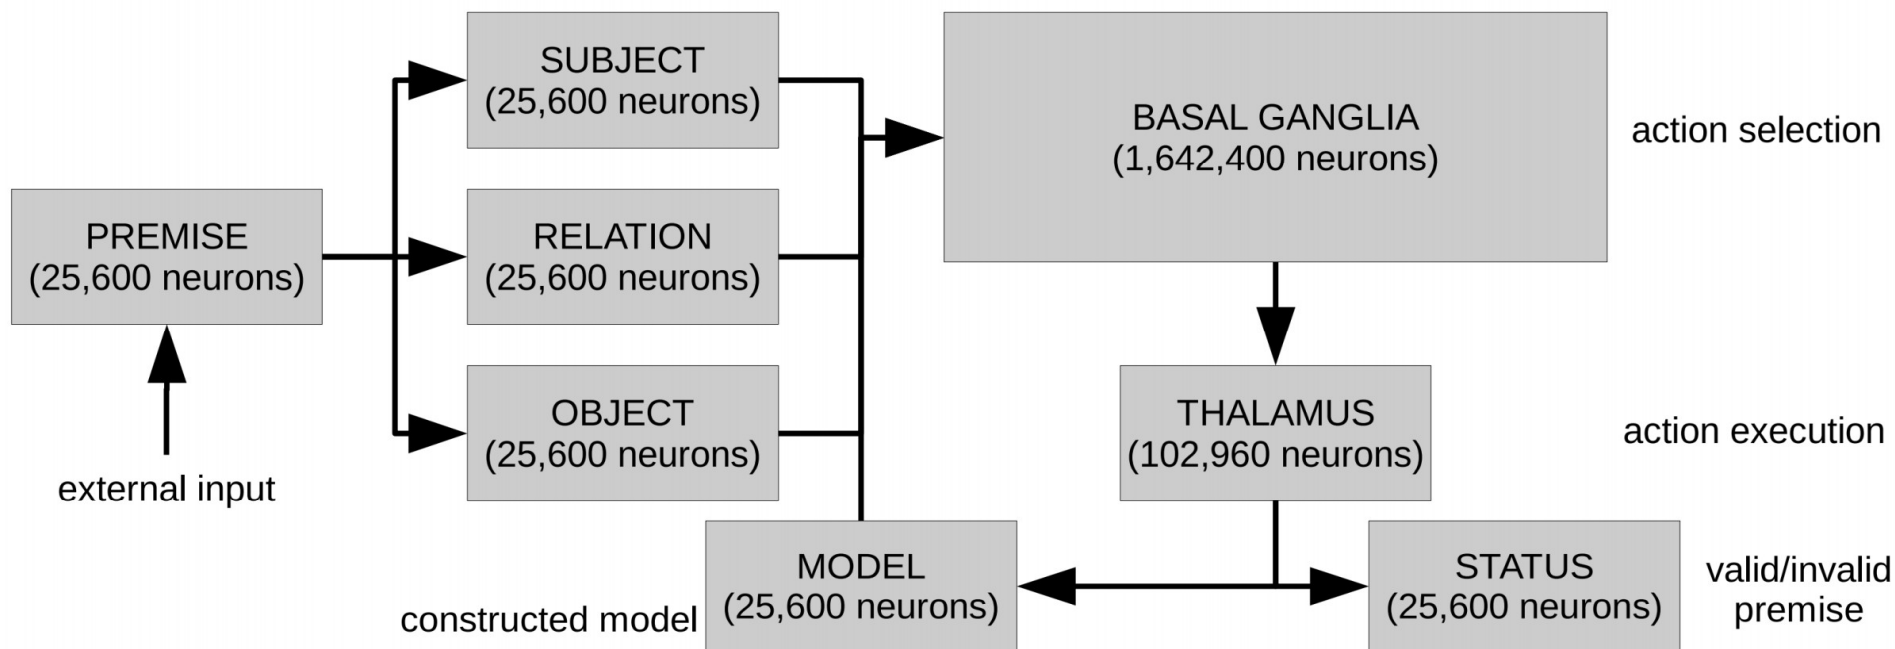 SUBJECT
(25,600 neurons)
BASAL GANGLIA
(1,642,400 neurons)
action selection
PREMISE
(25,600 neurons)
RELATION
(25,600 neurons)
OBJECT
(25,600 neurons)
external input
THALAMUS
(102,960 neurons)
action execution
MODEL
(25,600 neurons)
constructed model
STATUS
(25,600 neurons)
valid/invalid
premise